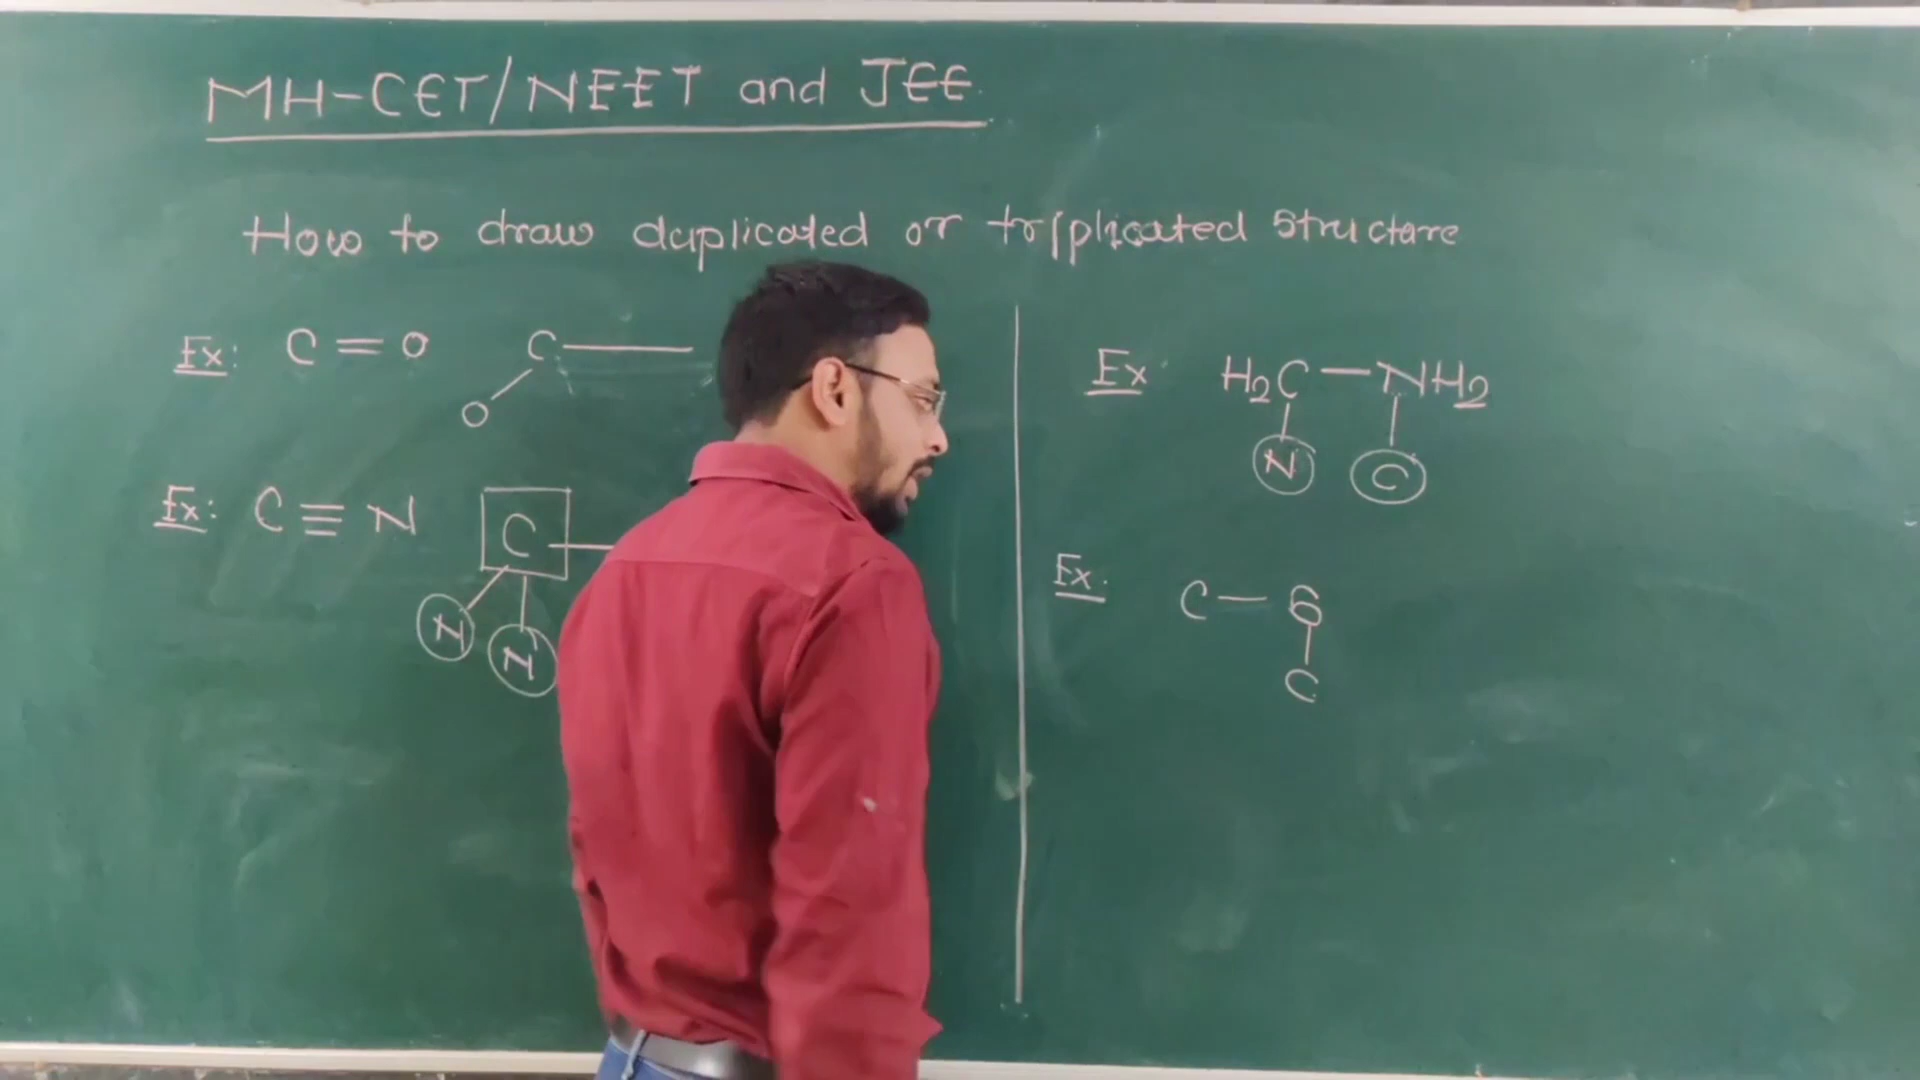 MH-CET/NEET and JEE.
How to draw duplicated or triplicated structure
Ex: C = O
C —
O
Ex: C ≡ N
C —
N N
Ex H₂C — NH₂
N C
Ex. C — S
C